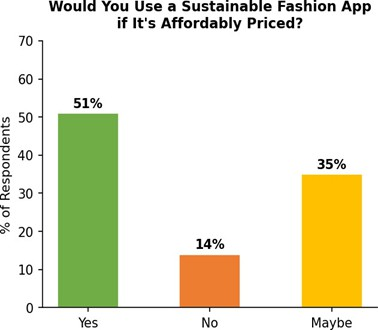 Would You Use a Sustainable Fashion App
if It's Affordably Priced?
% of Respondents
70
60
50
40
30
20
10
0
51%
14%
35%
Yes
No
Maybe